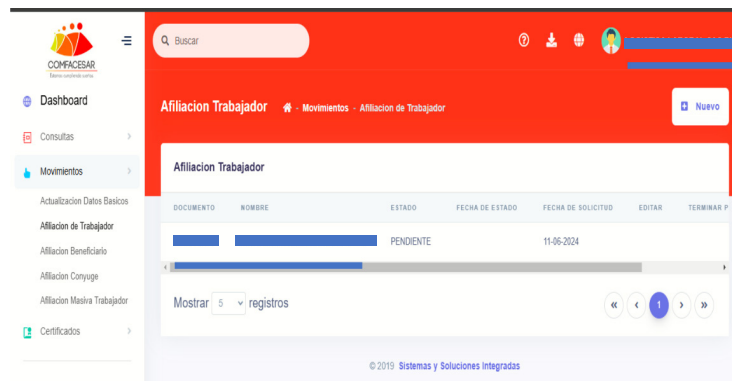 COMFACESAR
Buscar
Dashboard
Consultas
Movimientos
Actualizacion Datos Basicos
Afiliacion de Trabajador
Afiliacion Beneficiario
Afiliacion Conyuge
Afiliacion Masiva Trabajador
Certificados
Afiliacion Trabajador - Movimientos - Afiliacion de Trabajador
Nuevo
Afiliacion Trabajador
DOCUMENTO NOMBRE ESTADO FECHA DE ESTADO FECHA DE SOLICITUD EDITAR TERMINAR P
PENDIENTE 11-06-2024
Mostrar 5 registros
« ‹ 1 › »
© 2019 Sistemas y Soluciones Integradas